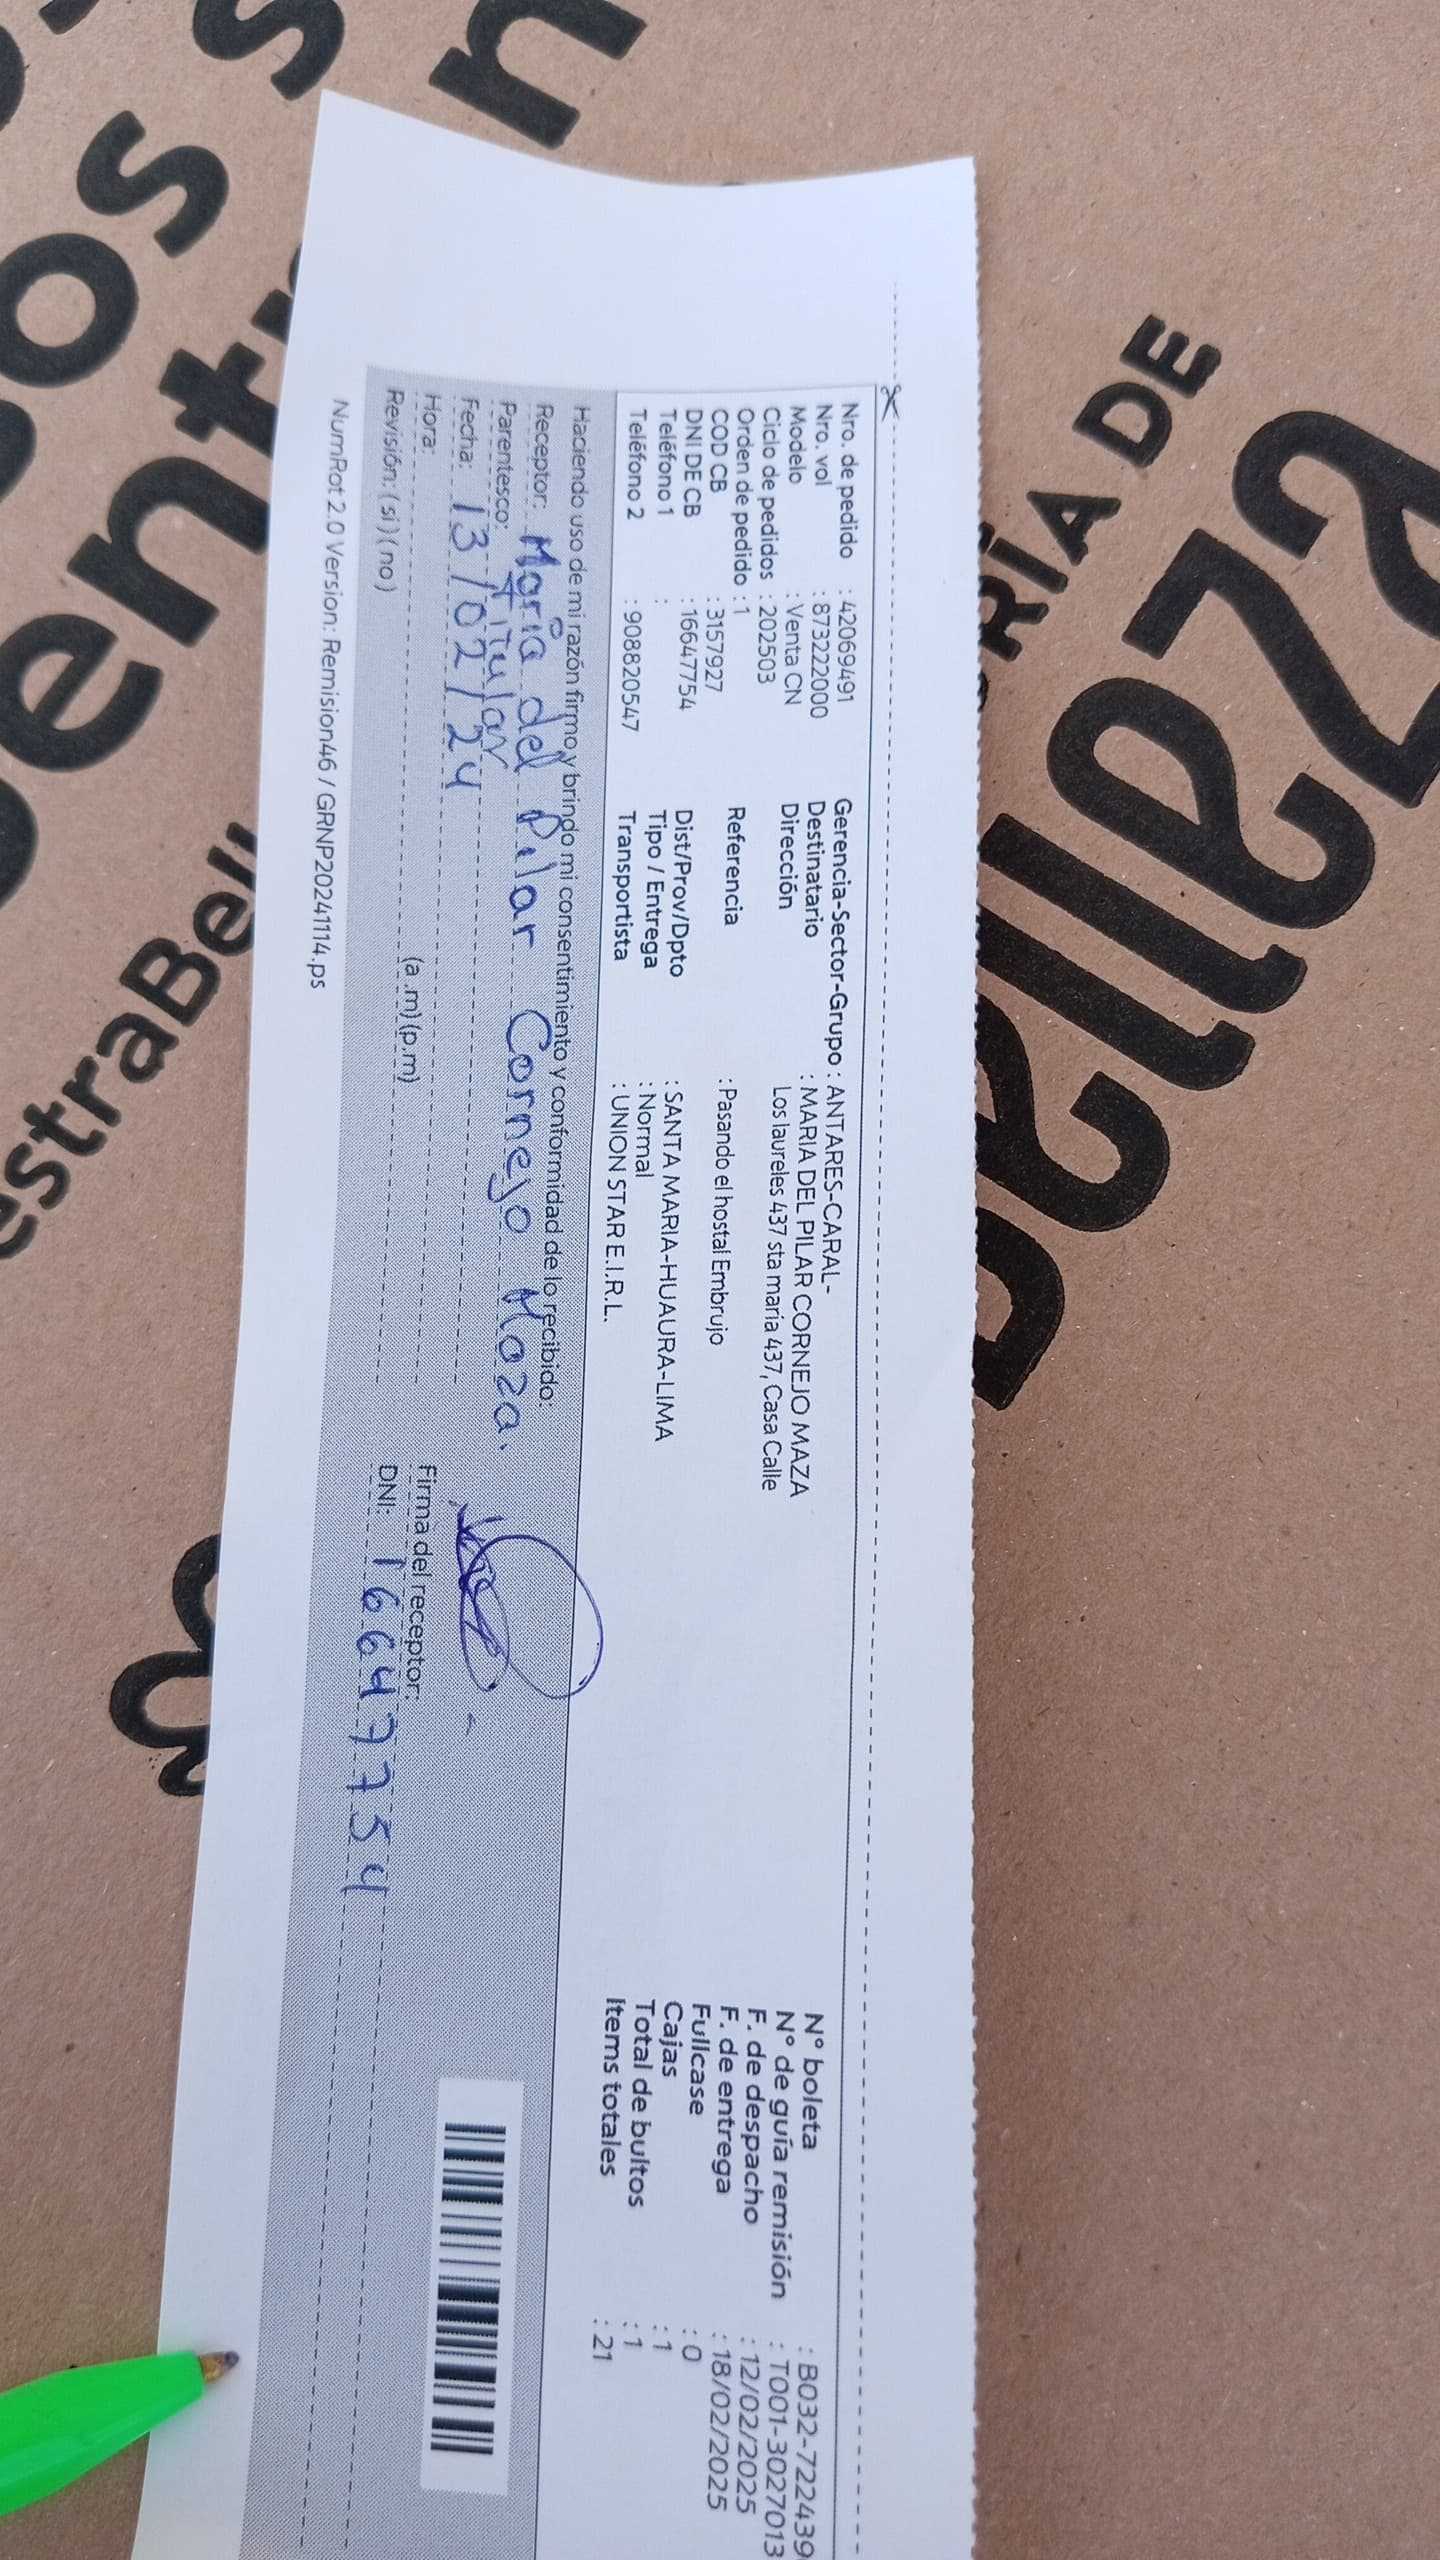 Nro. de pedido : 42069491
Nro. vol : 873222000
Modelo : Venta CN
Ciclo de pedidos : 202503
Orden de pedido : 1
COD CB : 3157927
DNI DE CB : 16647754
Teléfono 1 :
Teléfono 2 : 908820547
Gerencia-Sector-Grupo : ANTARES-CARAL-
Destinatario : MARIA DEL PILAR CORNEJO MAZA
Dirección Los laureles 437 sta maria 437, Casa Calle
Referencia : Pasando el hostal Embrujo
Dist/Prov/Dpto : SANTA MARIA-HUAURA-LIMA
Tipo / Entrega : Normal
Transportista : UNION STAR E.I.R.L.
N° boleta : B032-722439
N° de guía remisión : T001-3027013
F. de despacho : 12/02/2025
F. de entrega : 18/02/2025
Fullcase : 0
Cajas : 1
Total de bultos : 1
Items totales : 21
Haciendo uso de mi razón firmo y brindo mi consentimiento y conformidad de lo recibido:
Receptor: Maria del Pilar Cornejo Maza.
Parentesco: Titular
Fecha: 13/02/24
Hora: (a.m)(p.m)
Revisión: (si)(no)
Firma del receptor:
DNI: 16647754
NumRot 2.0 Version: Remision46 / GRNP20241114.ps
RÍA DE
Belleza
estraBell